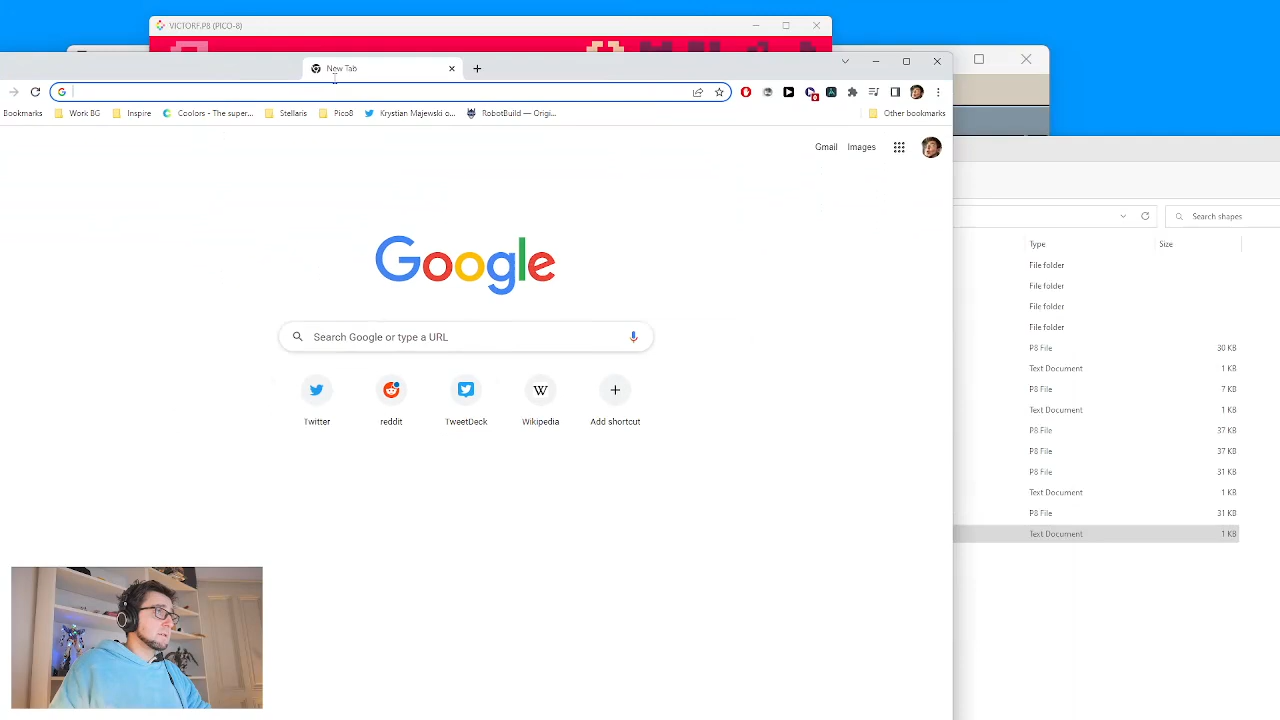 VICTORF.P8 (PICO-8)
New Tab
Bookmarks
Work BG
Inspire
Coolors - The super...
Stellaris
Pico8
Krystian Majewski o...
RobotBuild — Origi...
Other bookmarks
Gmail
Images
Google
Search Google or type a URL
Twitter
reddit
TweetDeck
Wikipedia
Add shortcut
Search shapes
Type
Size
File folder
File folder
File folder
File folder
P8 File 30 KB
Text Document 1 KB
P8 File 7 KB
Text Document 1 KB
P8 File 37 KB
P8 File 37 KB
P8 File 31 KB
Text Document 1 KB
P8 File 31 KB
Text Document 1 KB